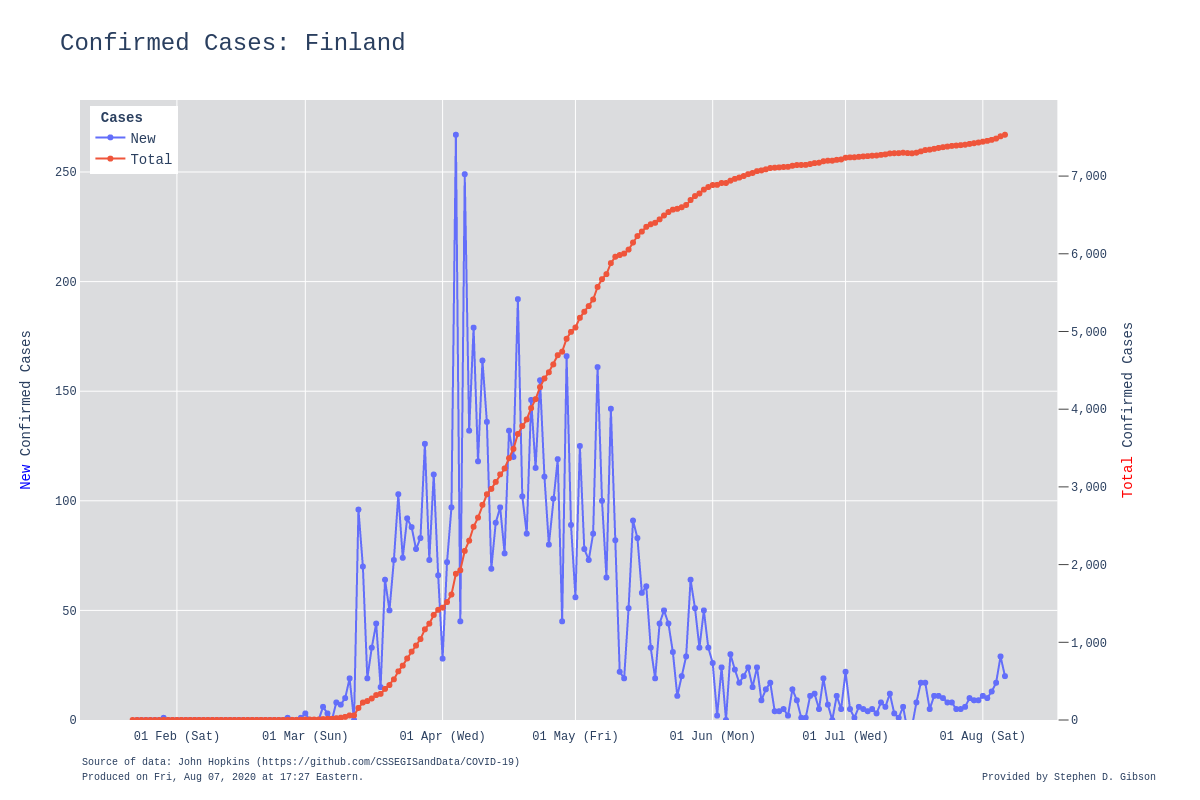 Confirmed Cases: Finland
Cases
New
Total
250
200
150
100
50
0
7,000
6,000
5,000
4,000
3,000
2,000
1,000
0
New Confirmed Cases
Total Confirmed Cases
01 Feb (Sat)
01 Mar (Sun)
01 Apr (Wed)
01 May (Fri)
01 Jun (Mon)
01 Jul (Wed)
01 Aug (Sat)
Source of data: John Hopkins (https://github.com/CSSEGISandData/COVID-19)
Produced on Fri, Aug 07, 2020 at 17:27 Eastern.
Provided by Stephen D. Gibson